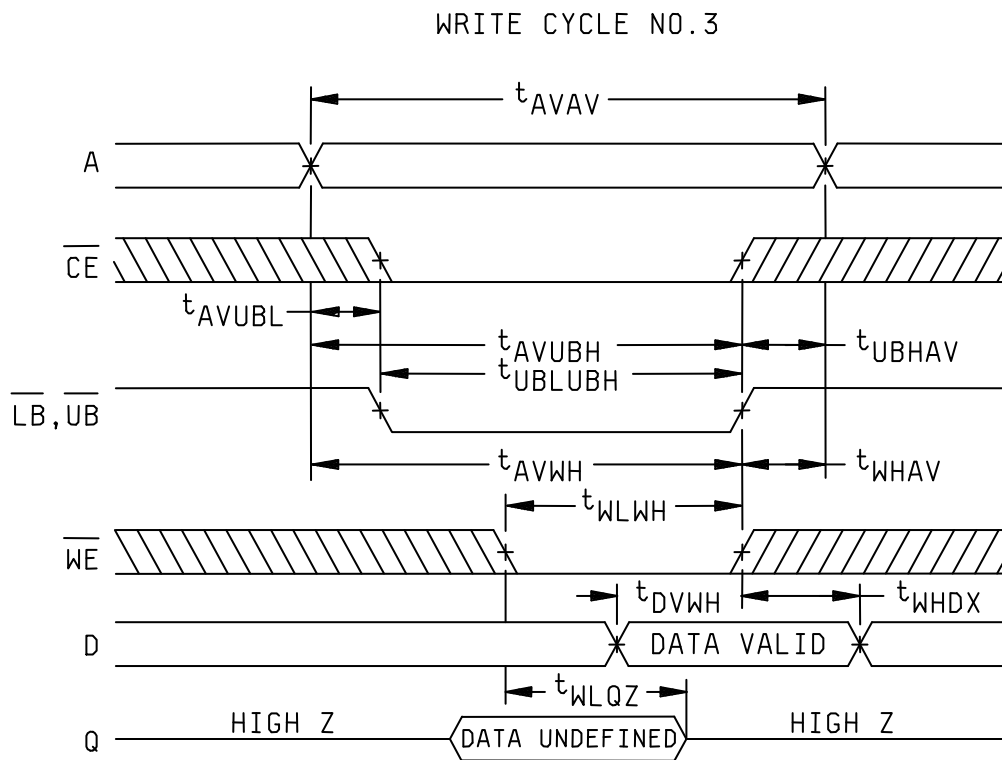 WRITE CYCLE NO.3
tAVAV
A
CE
tAVUBL
tAVUBH
tUBHAV
tUBLUBH
LB,UB
tAVWH
tWHAV
tWLWH
WE
tDVWH
tWHDX
D
DATA VALID
tWLQZ
HIGH Z
HIGH Z
Q
DATA UNDEFINED